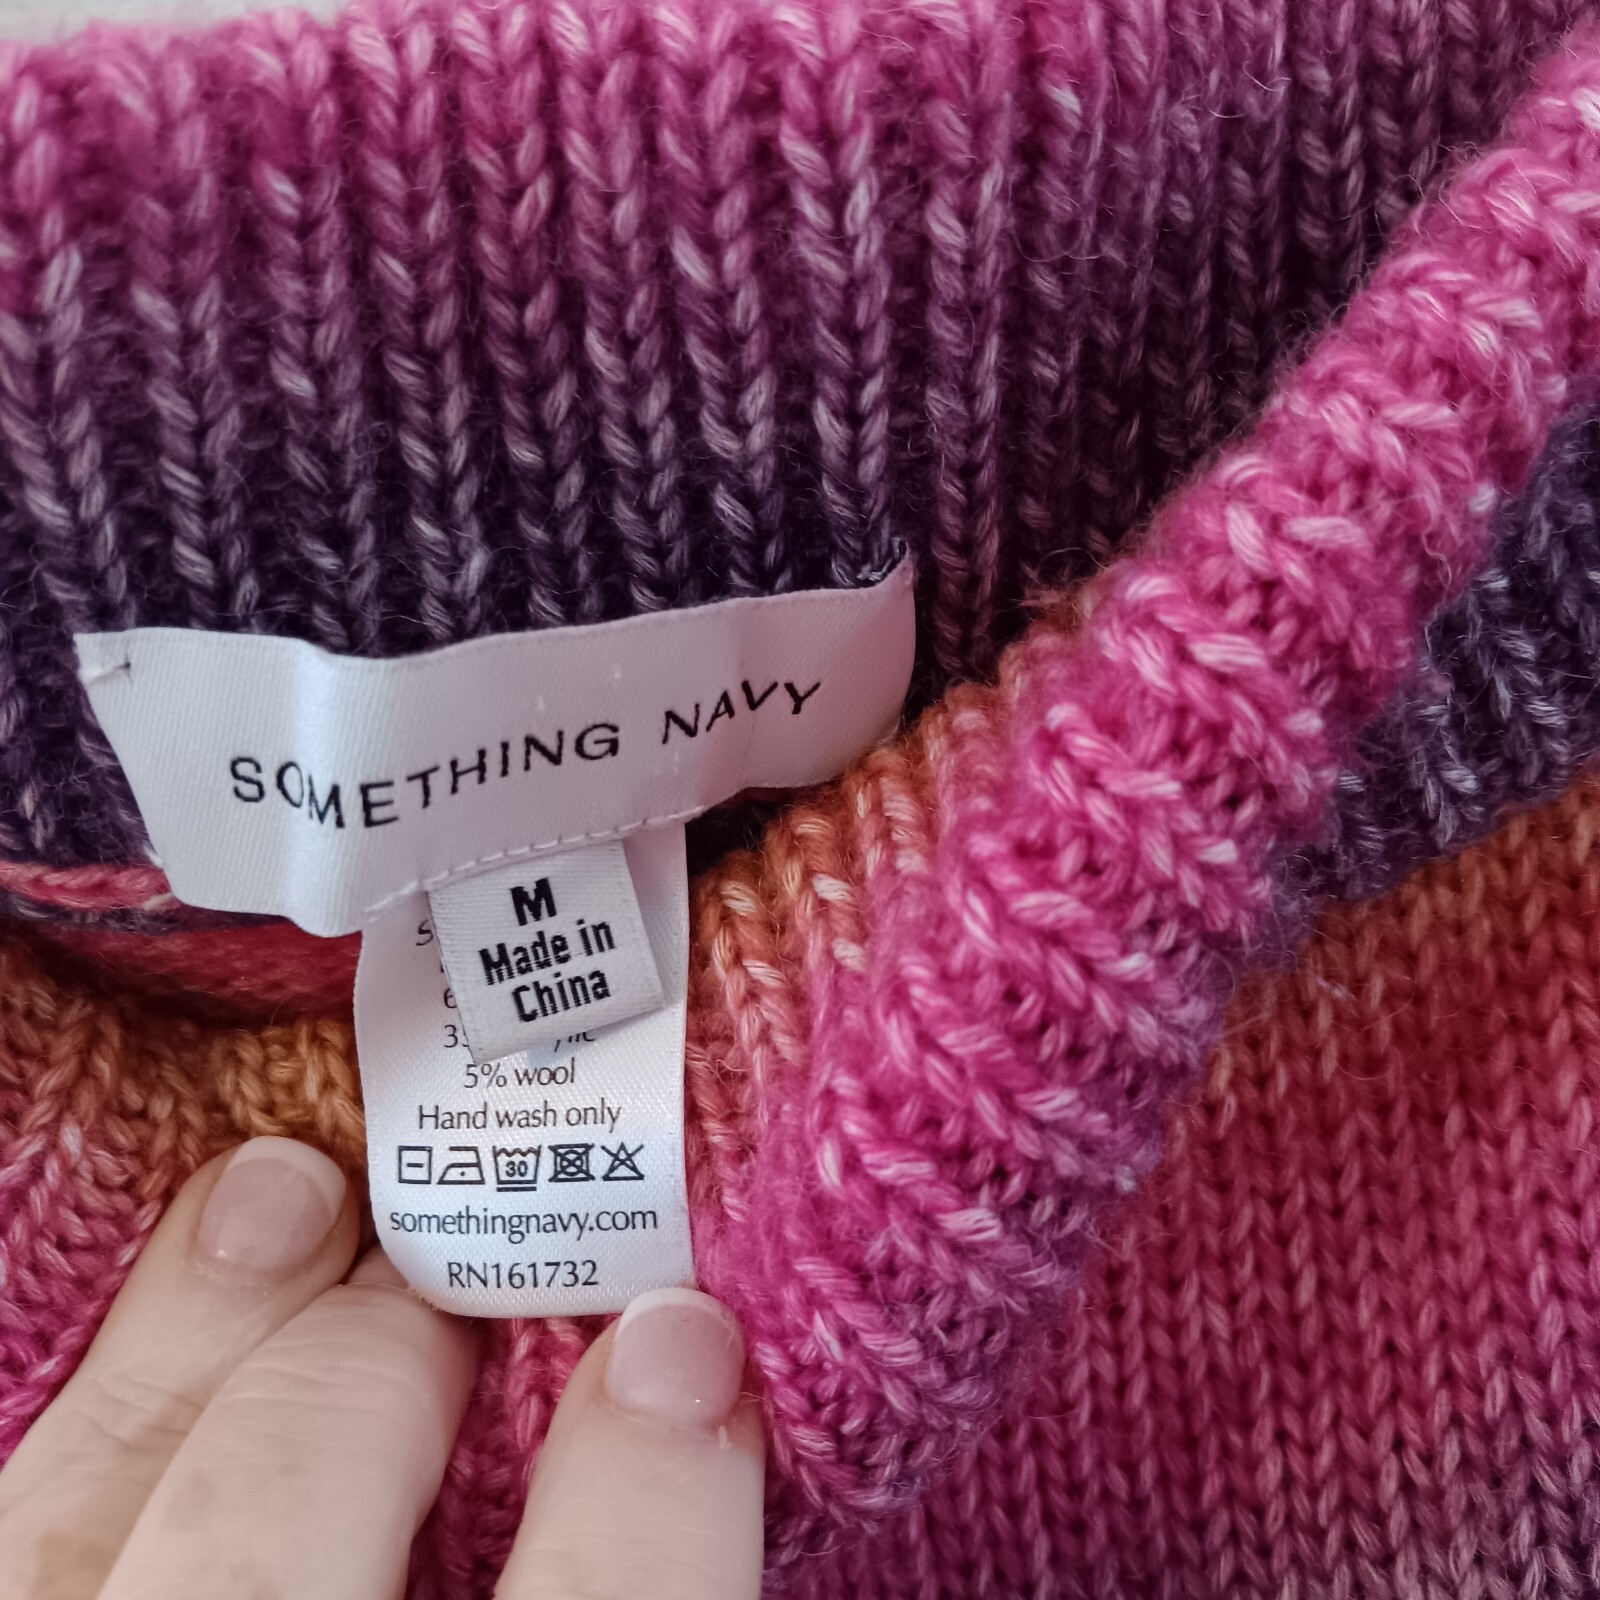 SOMETHING NAVY
M
Made in
China
5% wool
Hand wash only
30
somethingnavy.com
RN161732